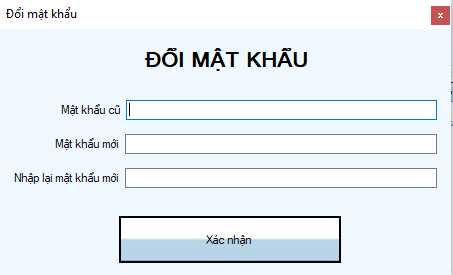 Đổi mật khẩu
x
ĐỔI MẬT KHẨU
Mật khẩu cũ
Mật khẩu mới
Nhập lại mật khẩu mới
Xác nhận